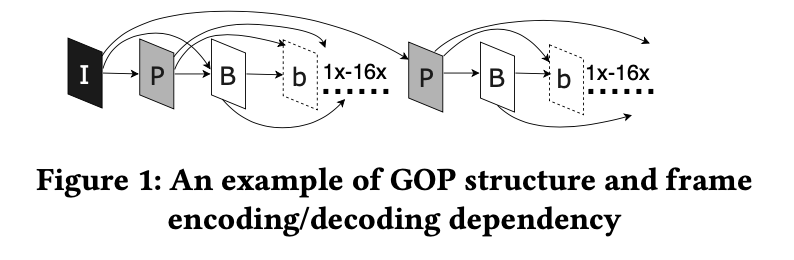 I P B b 1x-16x P B b 1x-16x
Figure 1: An example of GOP structure and frame
encoding/decoding dependency